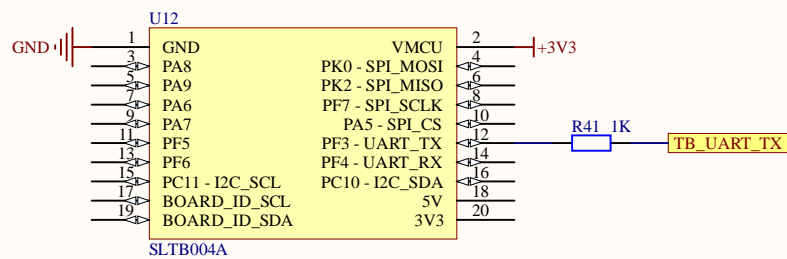 U12
GND 1 GND VMCU 2 +3V3
3 PA8 PK0 - SPI_MOSI 4
5 PA9 PK2 - SPI_MISO 6
7 PA6 PF7 - SPI_SCLK 8
9 PA7 PA5 - SPI_CS 10
11 PF5 PF3 - UART_TX 12 R41 1K TB_UART_TX
13 PF6 PF4 - UART_RX 14
15 PC11 - I2C_SCL PC10 - I2C_SDA 16
17 BOARD_ID_SCL 5V 18
19 BOARD_ID_SDA 3V3 20
SLTB004A